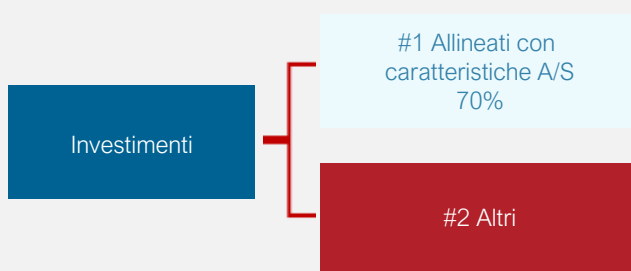 #1 Allineati con
caratteristiche A/S
70%
Investimenti
#2 Altri